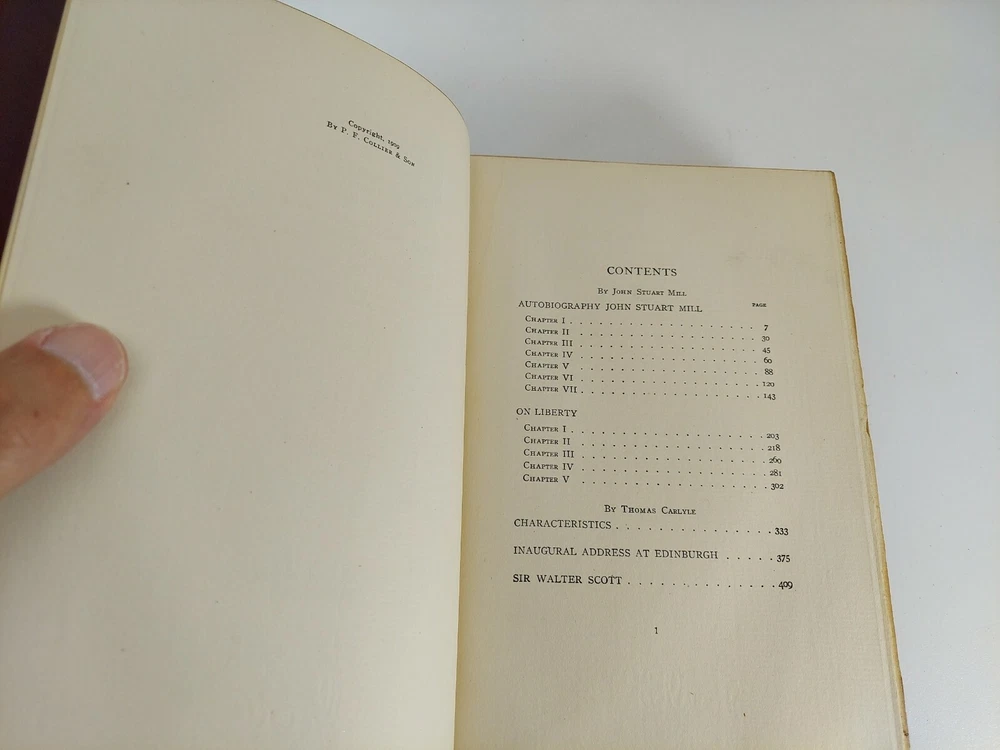 Copyright, 1909
By P. F. Collier & Son
CONTENTS
By John Stuart Mill
PAGE
AUTOBIOGRAPHY JOHN STUART MILL
Chapter I . . . . . . . . . . . . . . . . 7
Chapter II . . . . . . . . . . . . . . . . 30
Chapter III . . . . . . . . . . . . . . . . 45
Chapter IV . . . . . . . . . . . . . . . . 60
Chapter V . . . . . . . . . . . . . . . . 88
Chapter VI . . . . . . . . . . . . . . . . 120
Chapter VII . . . . . . . . . . . . . . . . 143
ON LIBERTY
Chapter I . . . . . . . . . . . . . . . . 203
Chapter II . . . . . . . . . . . . . . . . 218
Chapter III . . . . . . . . . . . . . . . . 260
Chapter IV . . . . . . . . . . . . . . . . 281
Chapter V . . . . . . . . . . . . . . . . 302
By Thomas Carlyle
CHARACTERISTICS . . . . . . . . . . . . . . . 333
INAUGURAL ADDRESS AT EDINBURGH . . . . . 375
SIR WALTER SCOTT . . . . . . . . . . . . . . 409
1